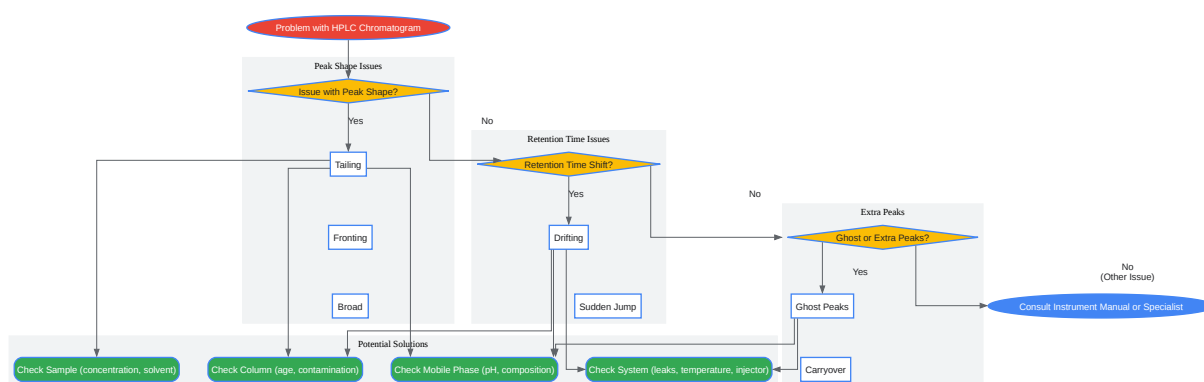 Problem with HPLC Chromatogram
Peak Shape Issues
Issue with Peak Shape?
Yes
No
Retention Time Issues
Tailing
Retention Time Shift?
Yes
No
Extra Peaks
Fronting
Drifting
Ghost or Extra Peaks?
Yes
No
(Other Issue)
Broad
Sudden Jump
Ghost Peaks
Consult Instrument Manual or Specialist
Potential Solutions
Check Sample (concentration, solvent)
Check Column (age, contamination)
Check Mobile Phase (pH, composition)
Check System (leaks, temperature, injector)
Carryover